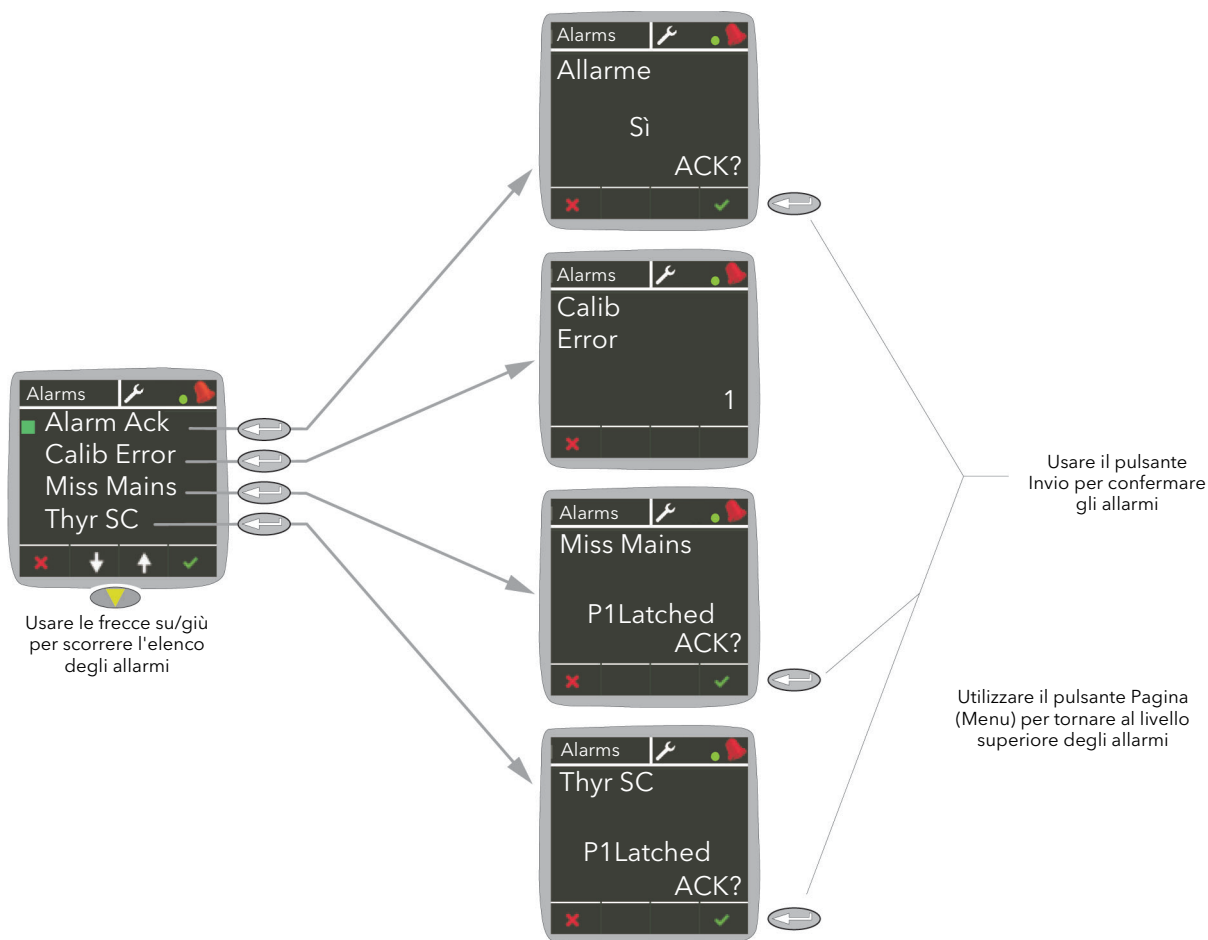 Alarms
Allarme
Sì
ACK?
Alarms
Calib
Error
1
Alarms
Alarm Ack
Calib Error
Miss Mains
Thyr SC
Usare le frecce su/giù
per scorrere l'elenco
degli allarmi
Alarms
Miss Mains
P1Latched
ACK?
Alarms
Thyr SC
P1Latched
ACK?
Usare il pulsante
Invio per confermare
gli allarmi
Utilizzare il pulsante Pagina
(Menu) per tornare al livello
superiore degli allarmi